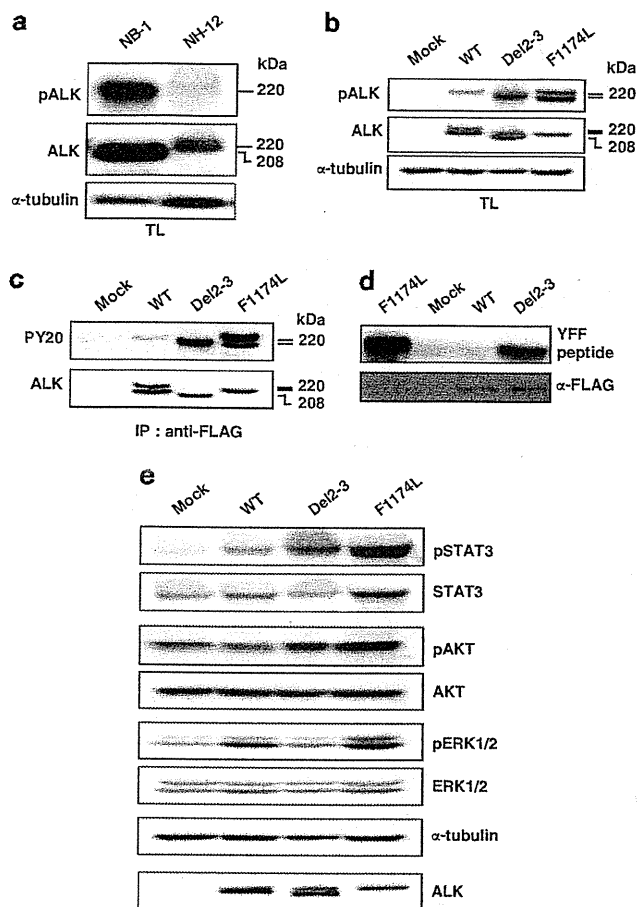 a
NB-1 NH-12
kDa
pALK 220
ALK 220
208
α-tubulin
TL
b
Mock WT Del2-3 F1174L
kDa
pALK 220
ALK 220
208
α-tubulin
TL
c
Mock WT Del2-3 F1174L
kDa
PY20 220
ALK 220
208
IP : anti-FLAG
d
F1174L Mock WT Del2-3
YFF
peptide
α-FLAG
e
Mock WT Del2-3 F1174L
pSTAT3
STAT3
pAKT
AKT
pERK1/2
ERK1/2
α-tubulin
ALK